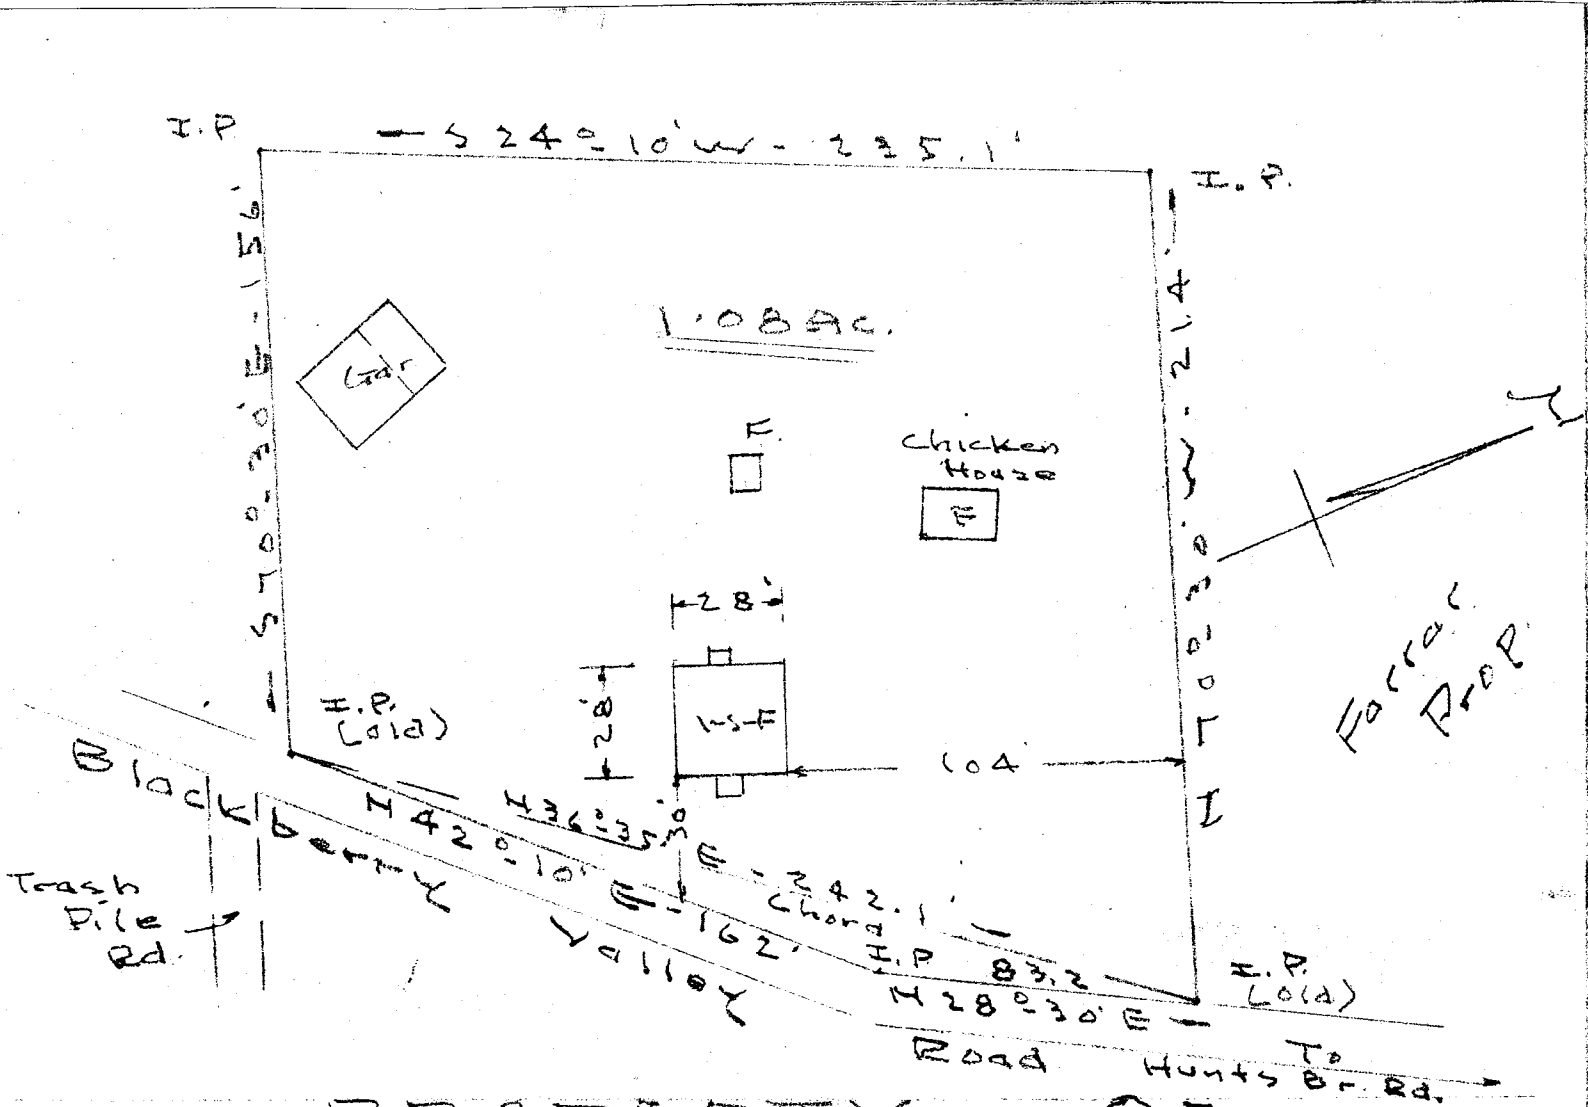 I.P.
S 24°-10' W - 235.1'
I.P.
S 70°-30' E - 156'
N 70°-30' W - 214'
1.08 Ac.
Gar
F.
Chicken
House
F
28'
28'
1-S-F
104'
30'
Farrar
Prop.
I.P.
(old)
N 36°-35' E - 242.1'
Chord
N 42°-10' E - 162'
I.P.
83.2
N 28°-30' E
I.P.
(old)
Blackberry Valley Road
Trash
Pile
Rd.
To
Hunts Br. Rd.